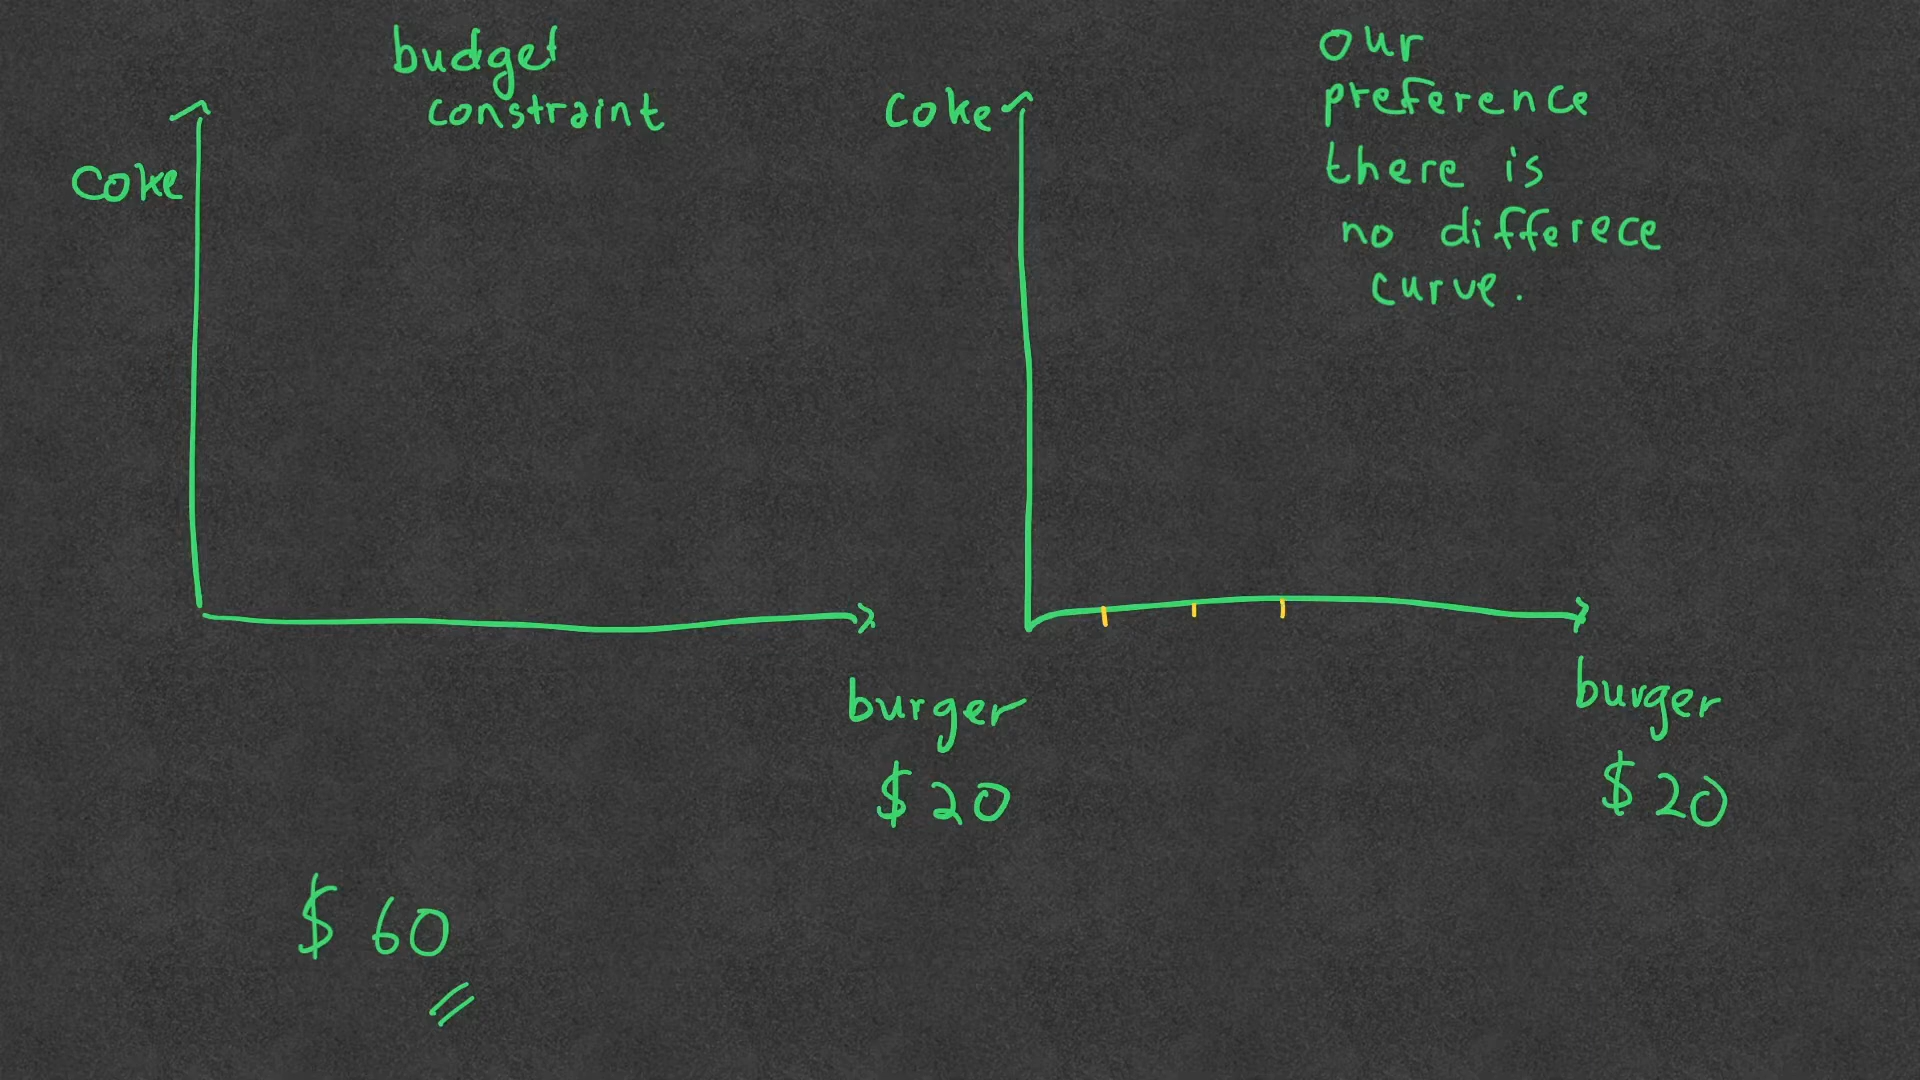 budget
constraint
coke
burger
$20
$60
coke
our
preference
there is
no differece
curve.
burger
$20